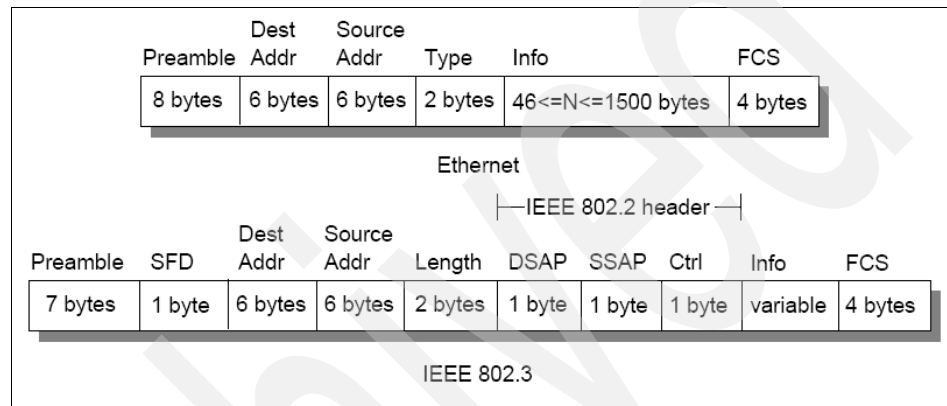 Dest Source
Preamble Addr Addr Type Info FCS
8 bytes 6 bytes 6 bytes 2 bytes 46<=N<=1500 bytes 4 bytes
Ethernet
IEEE 802.2 header
Dest Source
Preamble SFD Addr Addr Length DSAP SSAP Ctrl Info FCS
7 bytes 1 byte 6 bytes 6 bytes 2 bytes 1 byte 1 byte 1 byte variable 4 bytes
IEEE 802.3